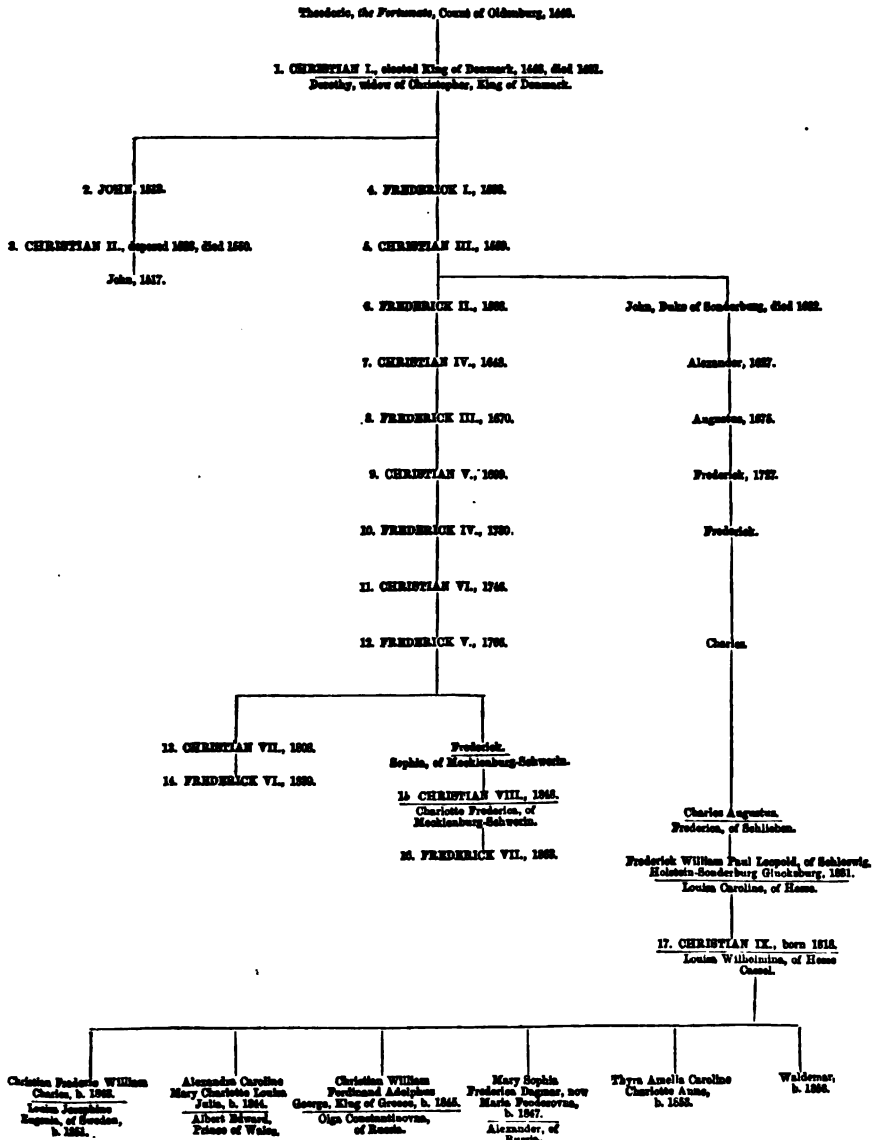 Theoderic, the Fortunate, Count of Oldenburg, 1440.
1. CHRISTIAN I., elected King of Denmark, 1448, died 1481.
Dorothy, widow of Christopher, King of Denmark.
2. JOHN, 1513.
4. FREDERICK I., 1533.
3. CHRISTIAN II., deposed 1523, died 1559.
5. CHRISTIAN III., 1559.
John, 1517.
6. FREDERICK II., 1588.
John, Duke of Sonderburg, died 1622.
7. CHRISTIAN IV., 1648.
Alexander, 1627.
8. FREDERICK III., 1670.
Augustus, 1675.
9. CHRISTIAN V., 1699.
Frederick, 1727.
10. FREDERICK IV., 1730.
Frederick.
11. CHRISTIAN VI., 1746.
12. FREDERICK V., 1766.
Charles.
13. CHRISTIAN VII., 1808.
Frederick.
Sophia, of Mecklenburg-Schwerin.
14. FREDERICK VI., 1839.
15 CHRISTIAN VIII., 1848.
Charlotte Frederica, of
Mecklenburg-Schwerin.
Charles Augustus.
Frederica, of Schlieben.
16. FREDERICK VII., 1863.
Frederick William Paul Leopold, of Schleswig,
Holstein-Sonderburg Glucksburg, 1831.
Louisa Caroline, of Hesse.
17. CHRISTIAN IX., born 1818.
Louisa Wilhelmina, of Hesse
Cassel.
Christian Frederic William
Charles, b. 1843.
Louisa Josephine
Eugenia, of Sweden,
b. 1851.
Alexandra Caroline
Mary Charlotte Louisa
Julia, b. 1844.
Albert Edward,
Prince of Wales.
Christian William
Ferdinand Adolphus
George, King of Greece, b. 1845.
Olga Constantinovna,
of Russia.
Mary Sophia
Frederica Dagmar, now
Maria Feodorovna,
b. 1847.
Alexander, of
Russia.
Thyra Amelia Caroline
Charlotte Anne,
b. 1853.
Waldemar,
b. 1858.